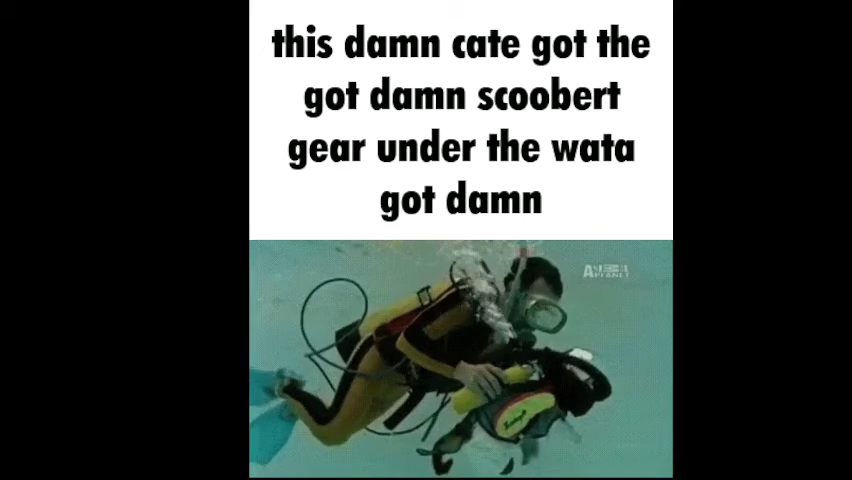 this damn cate got the
got damn scoobert
gear under the wata
got damn